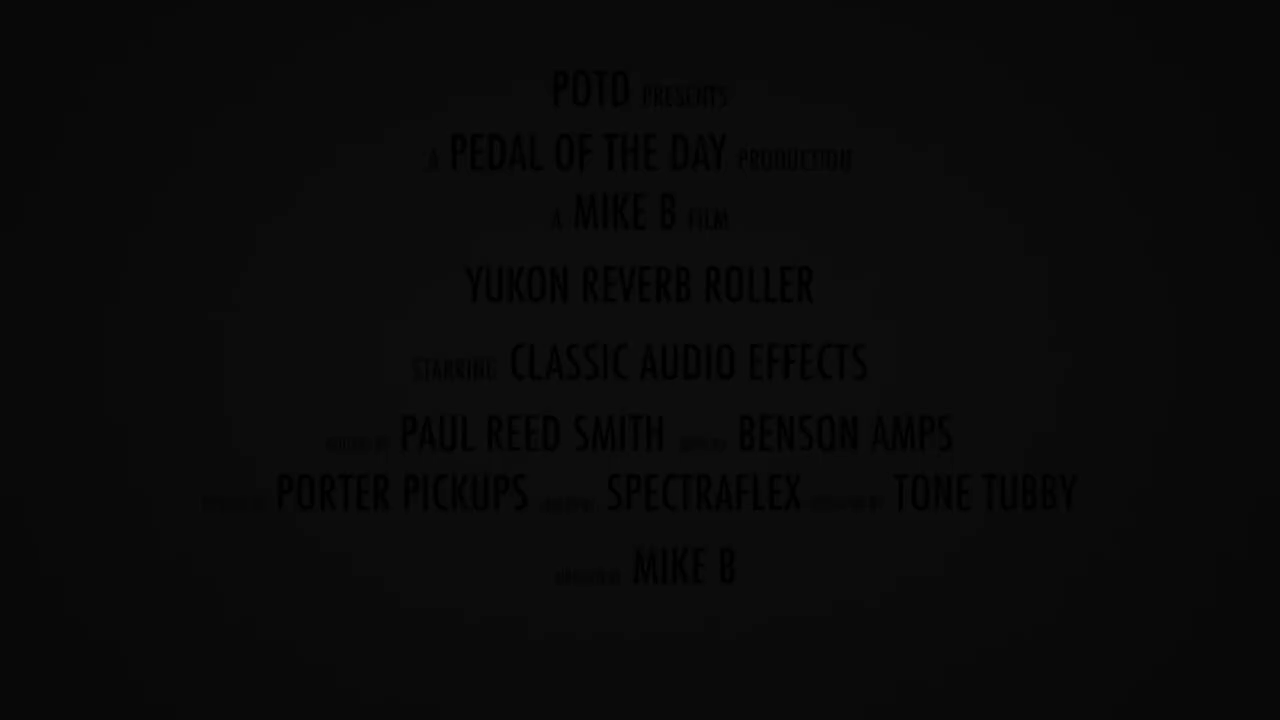 POTD PRESENTS
A PEDAL OF THE DAY PRODUCTION
A MIKE B FILM
YUKON REVERB ROLLER
STARRING CLASSIC AUDIO EFFECTS
PAUL REED SMITH BENSON AMPS
PORTER PICKUPS SPECTRAFLEX TONE TUBBY
MIKE B